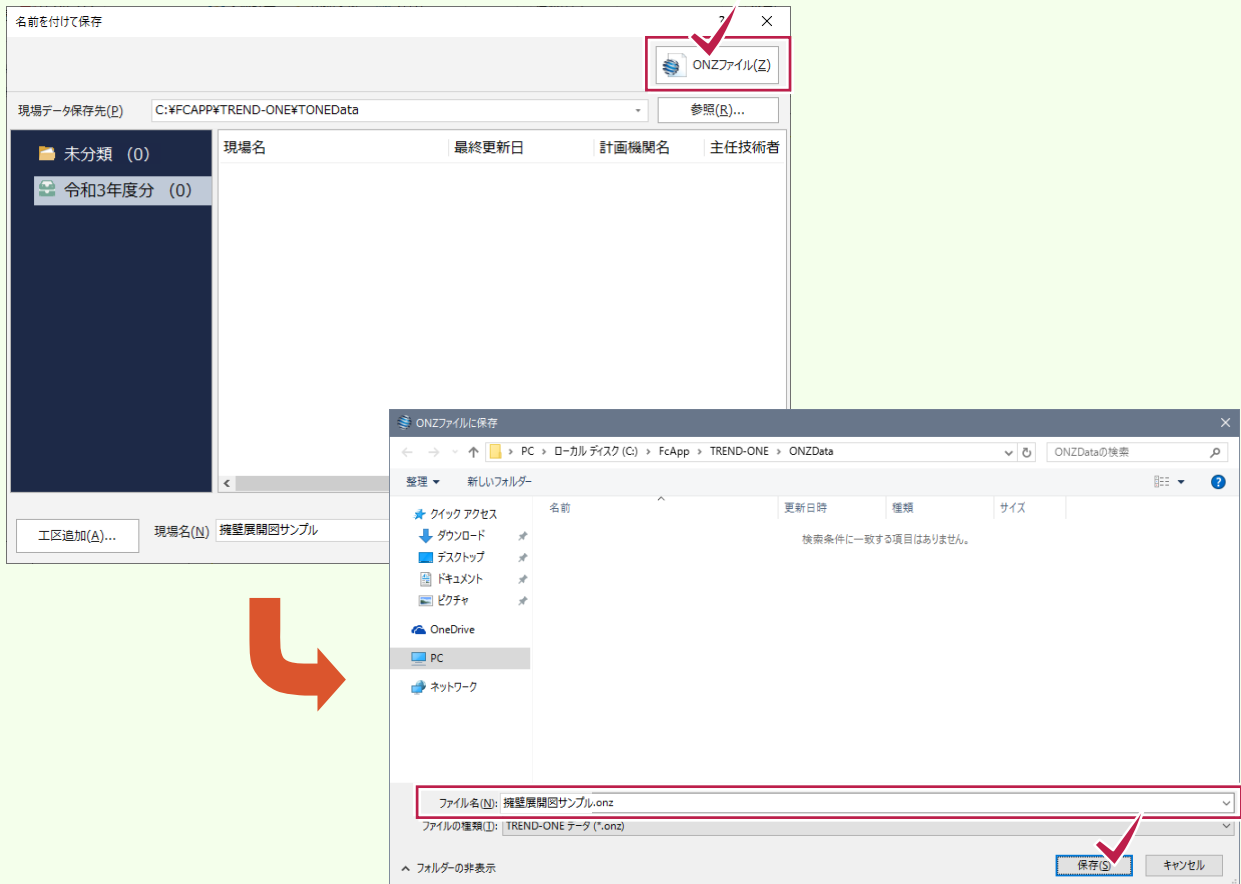 名前を付けて保存
?
ONZファイル(Z)
現場データ保存先(P) C:¥FCAPP¥TREND-ONE¥TONEData 参照(R)...
未分類 (0)
令和3年度分 (0)
現場名 最終更新日 計画機関名 主任技術者
工区追加(A)... 現場名(N) 擁壁展開図サンプル
ONZファイルに保存
PC › ローカル ディスク (C:) › FcApp › TREND-ONE › ONZData ONZDataの検索
整理 新しいフォルダー
名前 更新日時 種類 サイズ
検索条件に一致する項目はありません。
クイック アクセス
ダウンロード
デスクトップ
ドキュメント
ピクチャ
OneDrive
PC
ネットワーク
ファイル名(N): 擁壁展開図サンプル.onz
ファイルの種類(T): TREND-ONE データ (*.onz)
フォルダーの非表示 保存(S) キャンセル